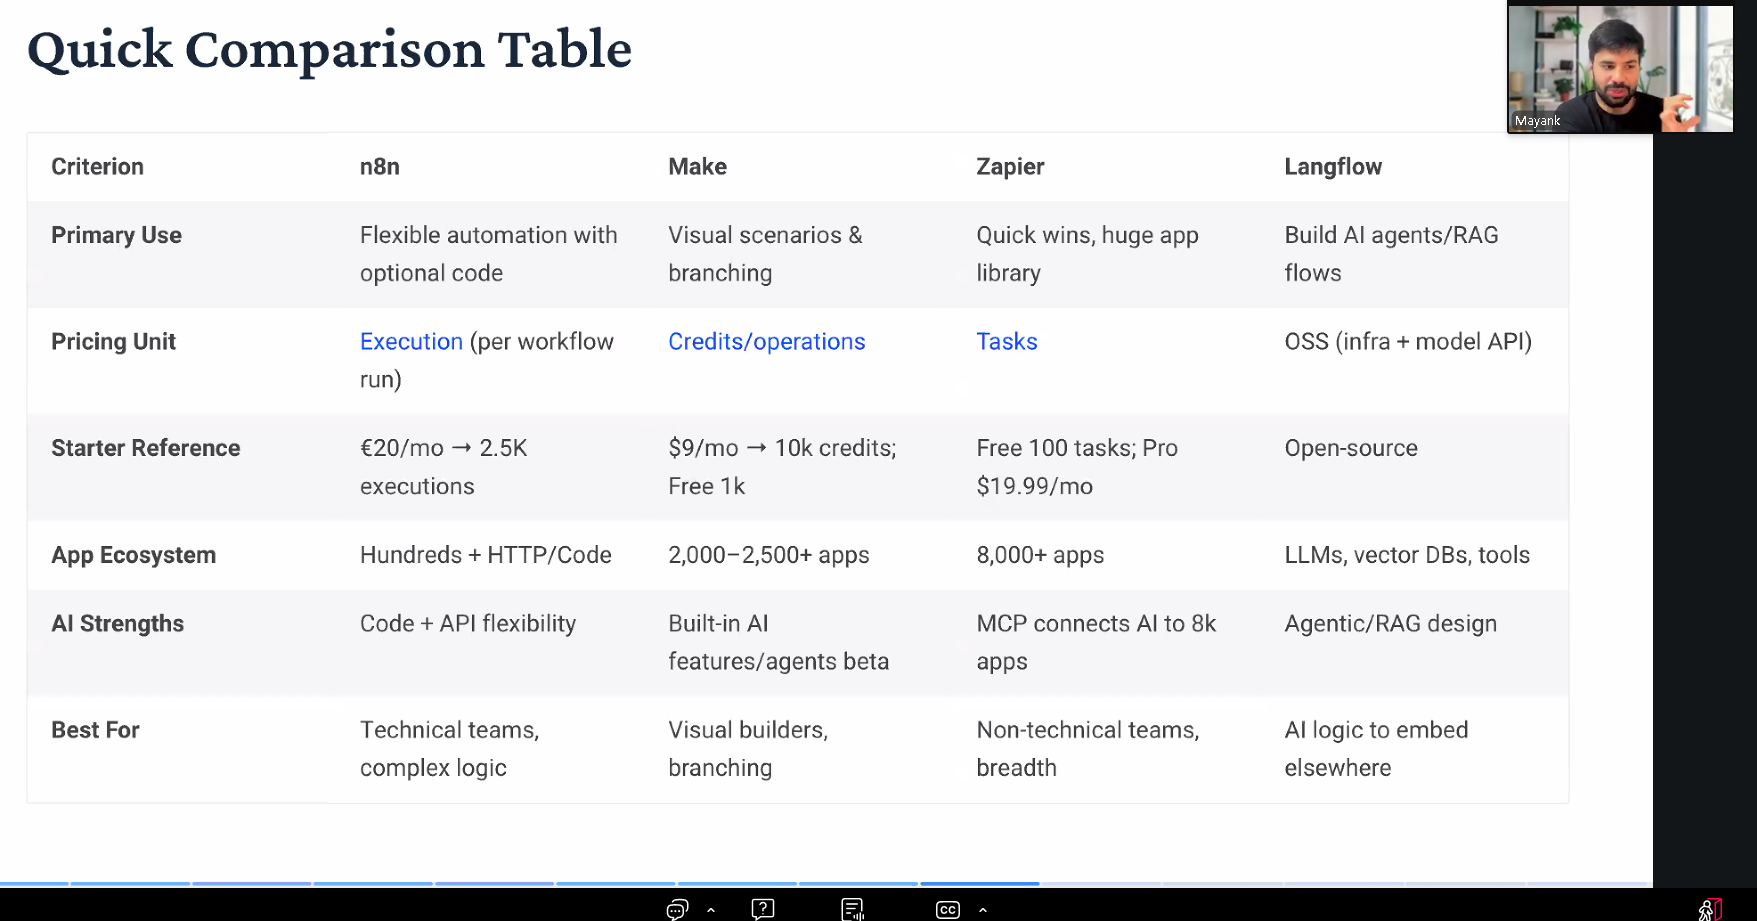 Quick Comparison Table
Mayank
Criterion
n8n
Make
Zapier
Langflow
Primary Use
Flexible automation with
optional code
Visual scenarios &
branching
Quick wins, huge app
library
Build AI agents/RAG
flows
Pricing Unit
Execution (per workflow
run)
Credits/operations
Tasks
OSS (infra + model API)
Starter Reference
€20/mo → 2.5K
executions
$9/mo → 10k credits;
Free 1k
Free 100 tasks; Pro
$19.99/mo
Open-source
App Ecosystem
Hundreds + HTTP/Code
2,000–2,500+ apps
8,000+ apps
LLMs, vector DBs, tools
AI Strengths
Code + API flexibility
Built-in AI
features/agents beta
MCP connects AI to 8k
apps
Agentic/RAG design
Best For
Technical teams,
complex logic
Visual builders,
branching
Non-technical teams,
breadth
AI logic to embed
elsewhere
CC